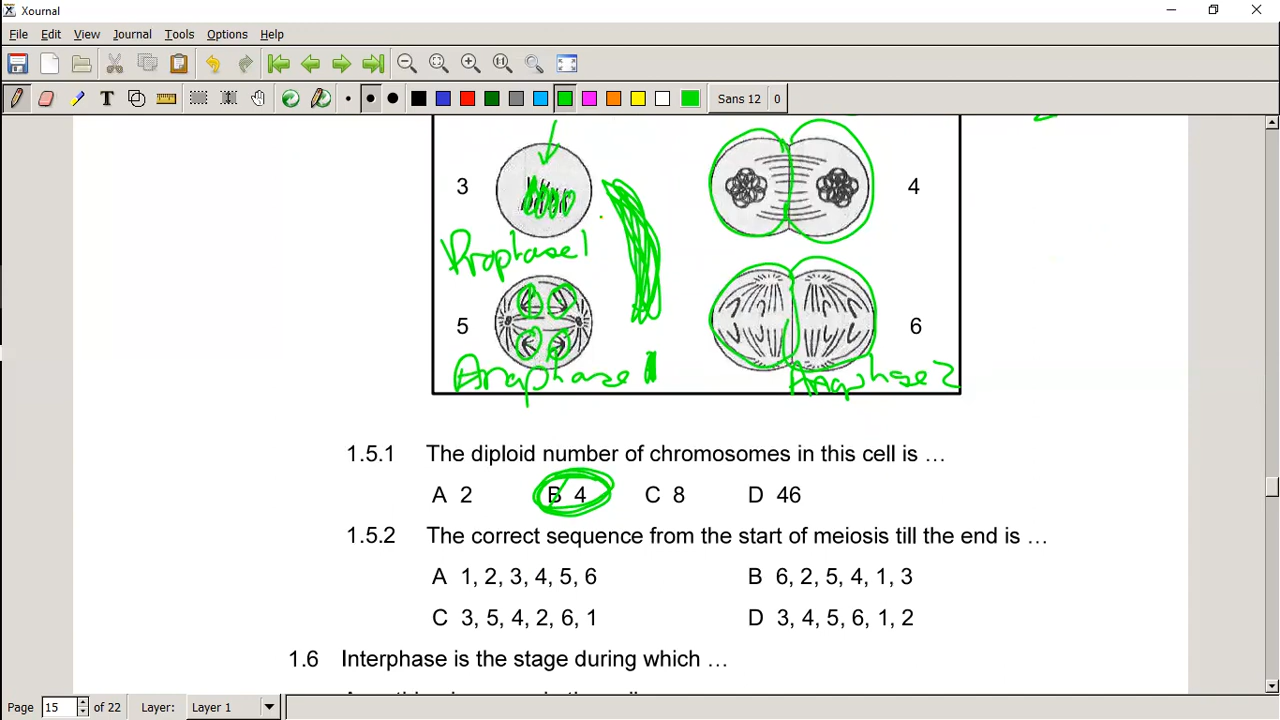 Xournal
File Edit View Journal Tools Options Help
T Sans 12 0
3 4
Prophase 1
5 6
Anaphase 1 Anaphase 2
1.5.1 The diploid number of chromosomes in this cell is …
A 2 B 4 C 8 D 46
1.5.2 The correct sequence from the start of meiosis till the end is …
A 1, 2, 3, 4, 5, 6 B 6, 2, 5, 4, 1, 3
C 3, 5, 4, 2, 6, 1 D 3, 4, 5, 6, 1, 2
1.6 Interphase is the stage during which …
Page 15 of 22 Layer: Layer 1